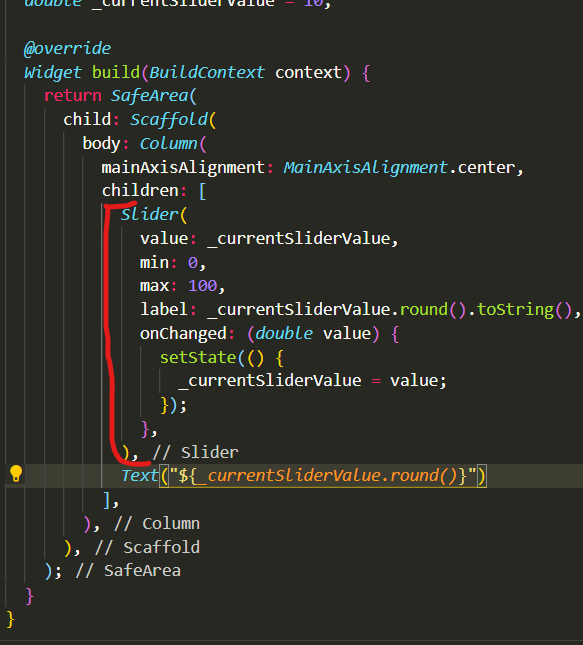 double _currentSliderValue = 10;
@override
Widget build(BuildContext context) {
return SafeArea(
child: Scaffold(
body: Column(
mainAxisAlignment: MainAxisAlignment.center,
children: [
Slider(
value: _currentSliderValue,
min: 0,
max: 100,
label: _currentSliderValue.round().toString(),
onChanged: (double value) {
setState(() {
_currentSliderValue = value;
});
},
), // Slider
Text("${_currentSliderValue.round()}")
],
), // Column
), // Scaffold
); // SafeArea
}
}